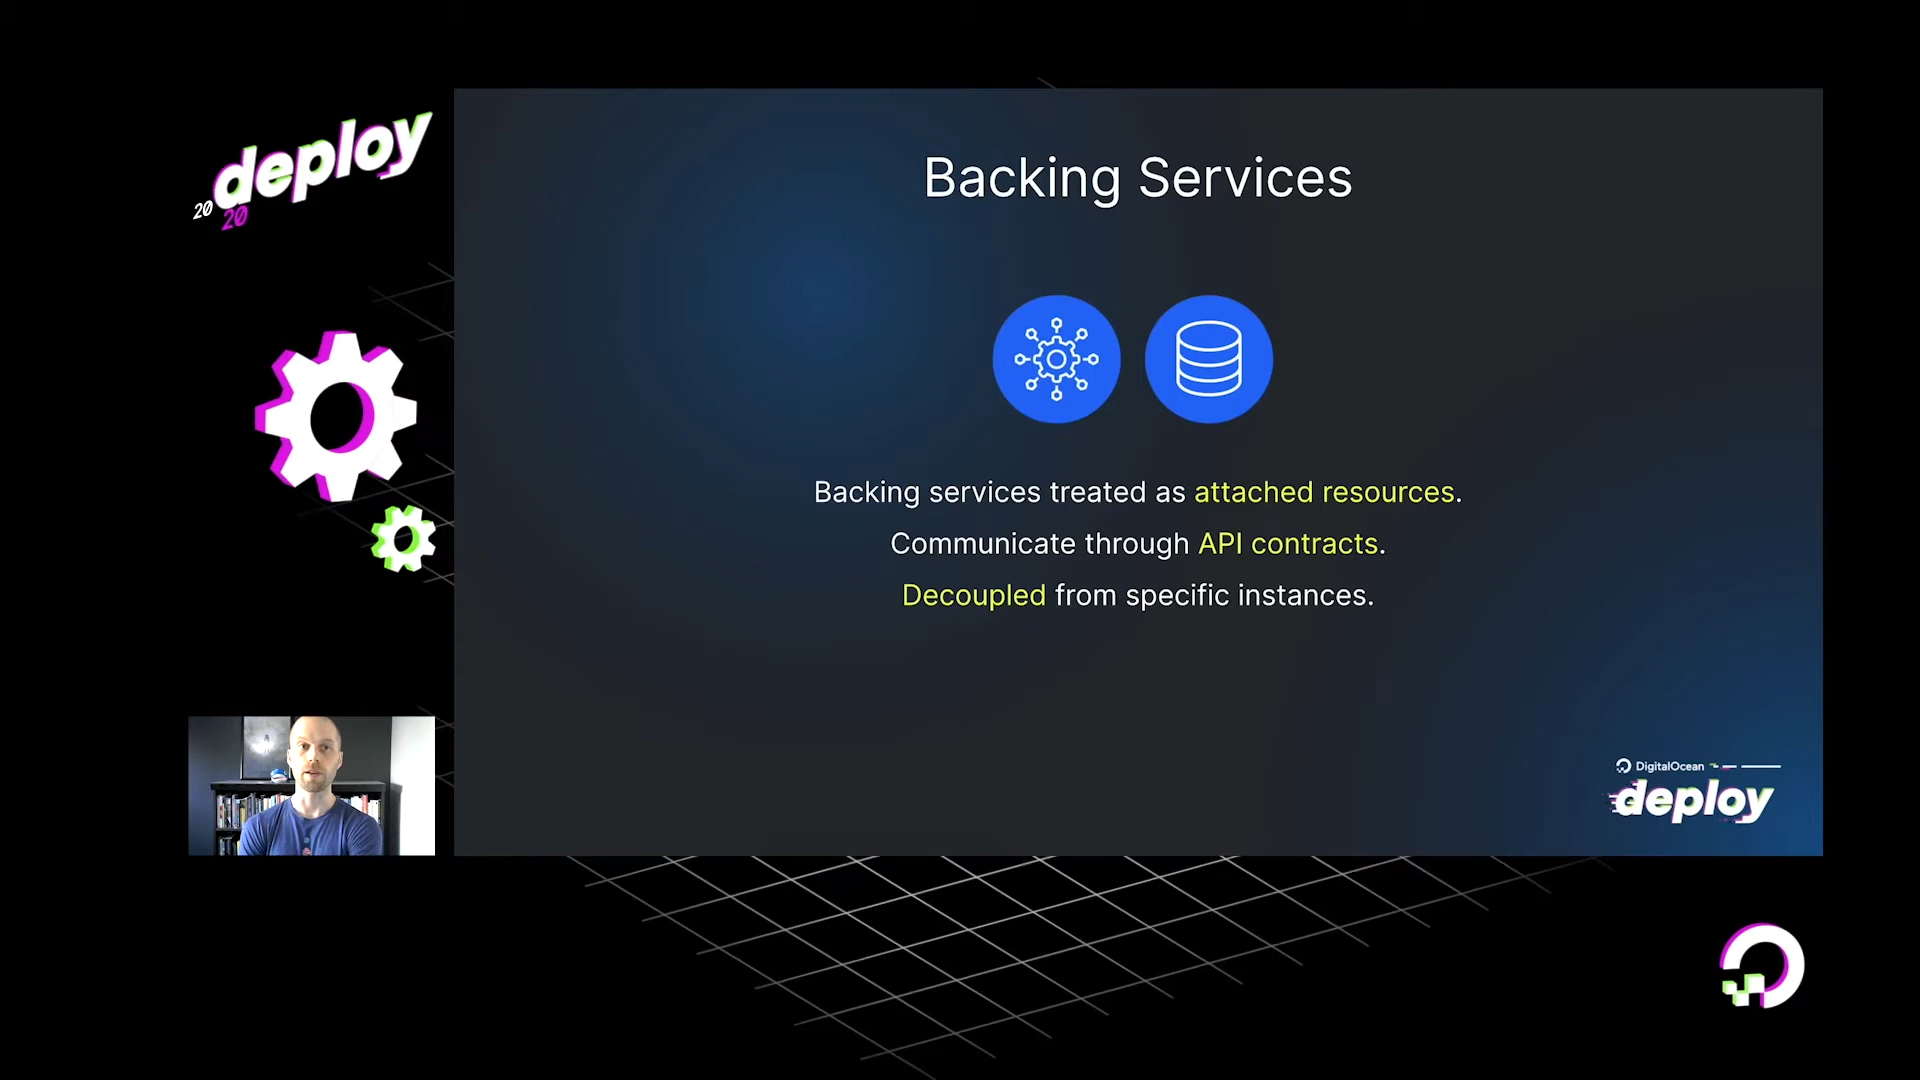 deploy
20
20
Backing Services
Backing services treated as attached resources.
Communicate through API contracts.
Decoupled from specific instances.
DigitalOcean
deploy